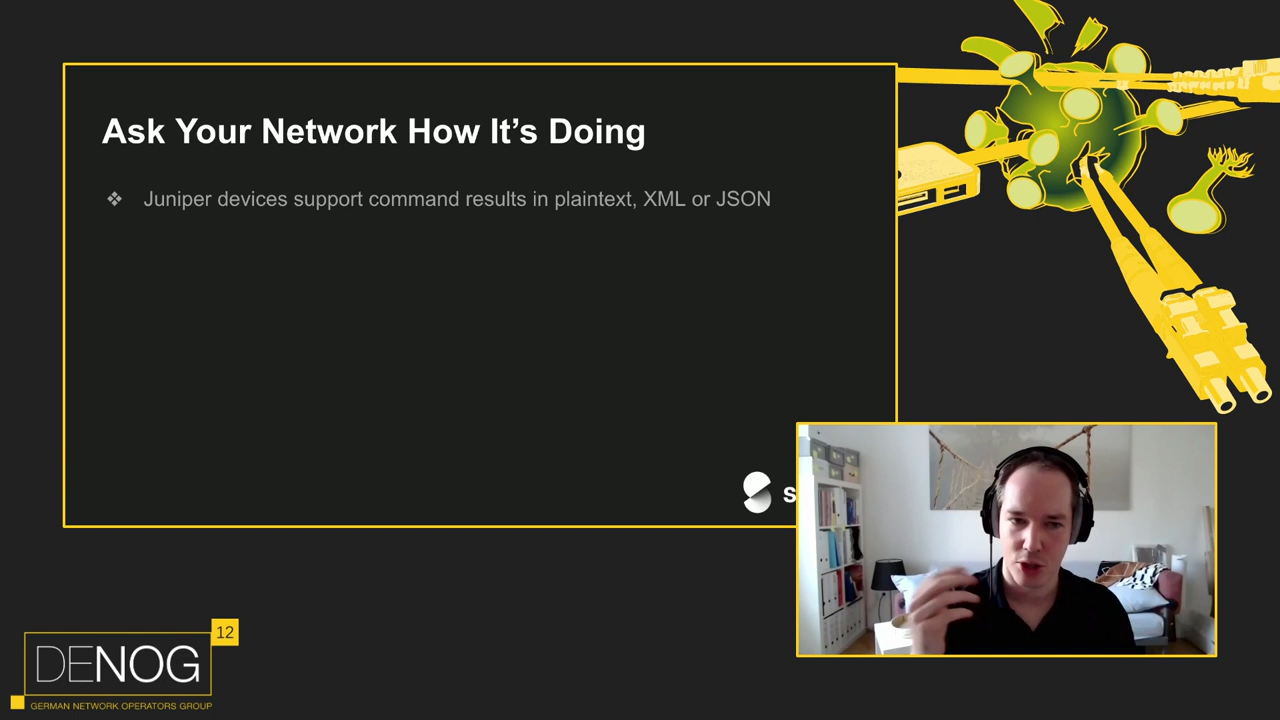 Ask Your Network How It’s Doing
❖ Juniper devices support command results in plaintext, XML or JSON
s
12
DENOG
GERMAN NETWORK OPERATORS GROUP